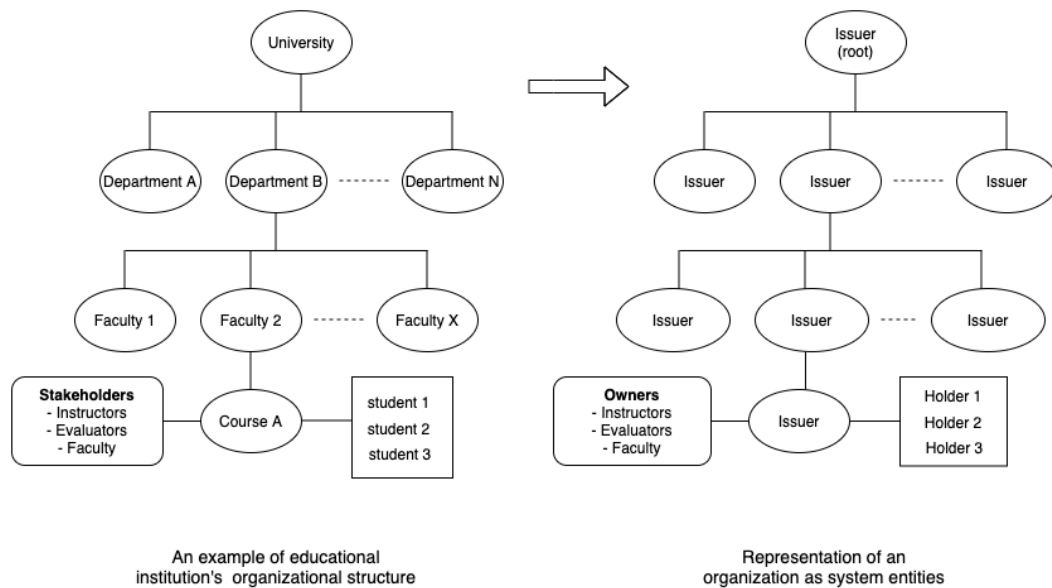 University
Department A
Department B
Department N
Faculty 1
Faculty 2
Faculty X
Stakeholders
- Instructors
- Evaluators
- Faculty
Course A
student 1
student 2
student 3
An example of educational
institution's organizational structure
Issuer
(root)
Issuer
Issuer
Issuer
Issuer
Issuer
Issuer
Owners
- Instructors
- Evaluators
- Faculty
Issuer
Holder 1
Holder 2
Holder 3
Representation of an
organization as system entities